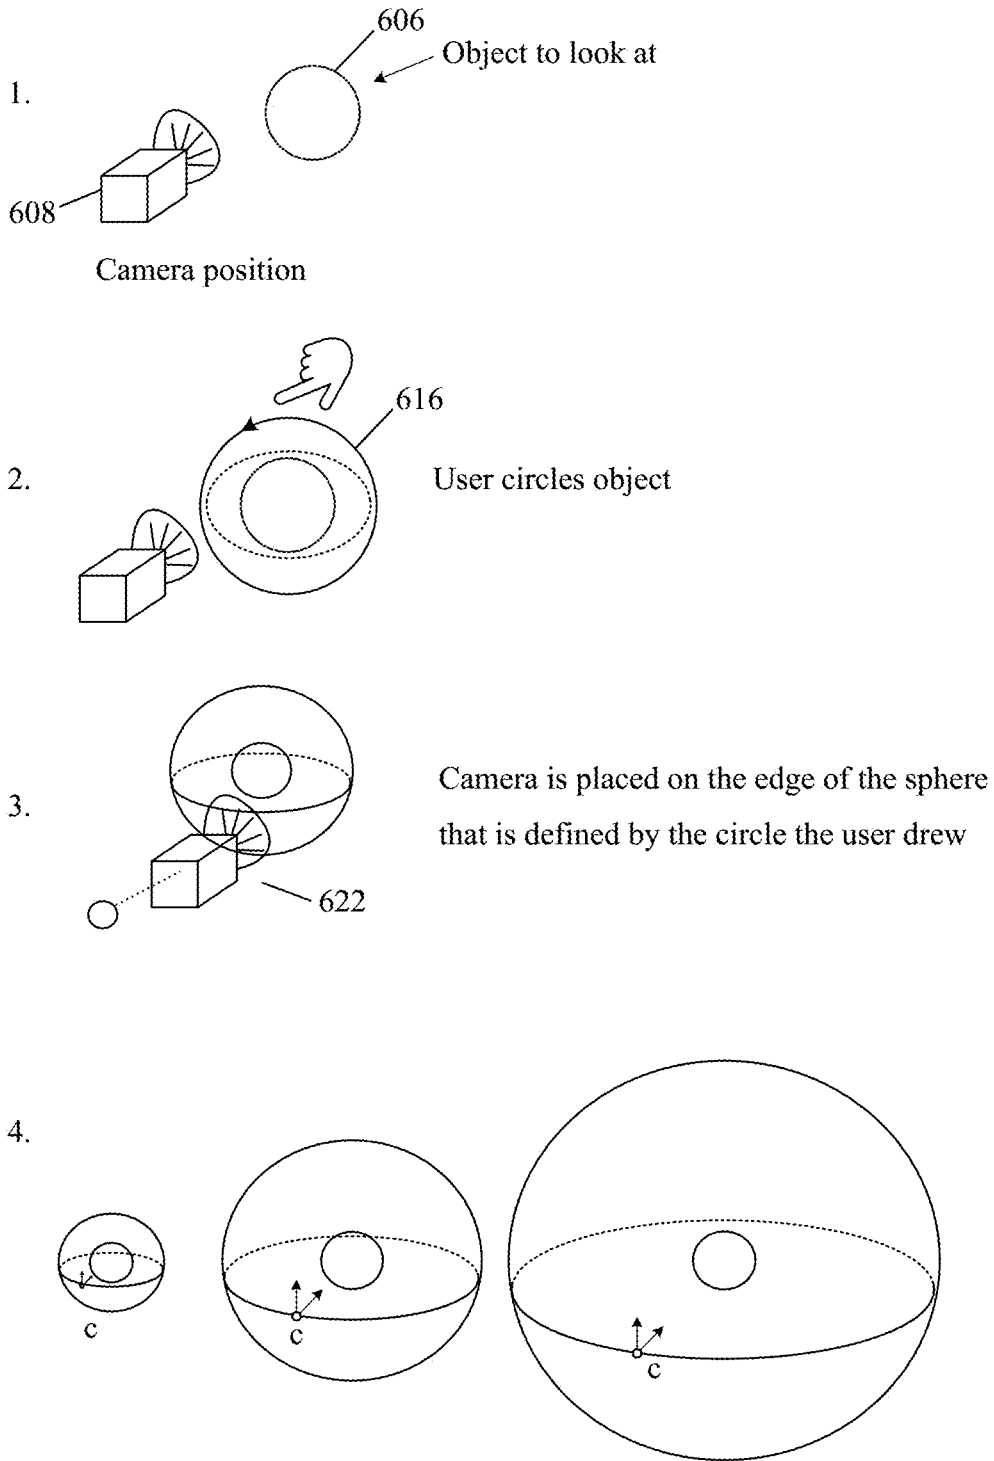 606
Object to look at
1.
608
Camera position
616
2.
User circles object
Camera is placed on the edge of the sphere
3.
that is defined by the circle the user drew
622
4.
c
c
c